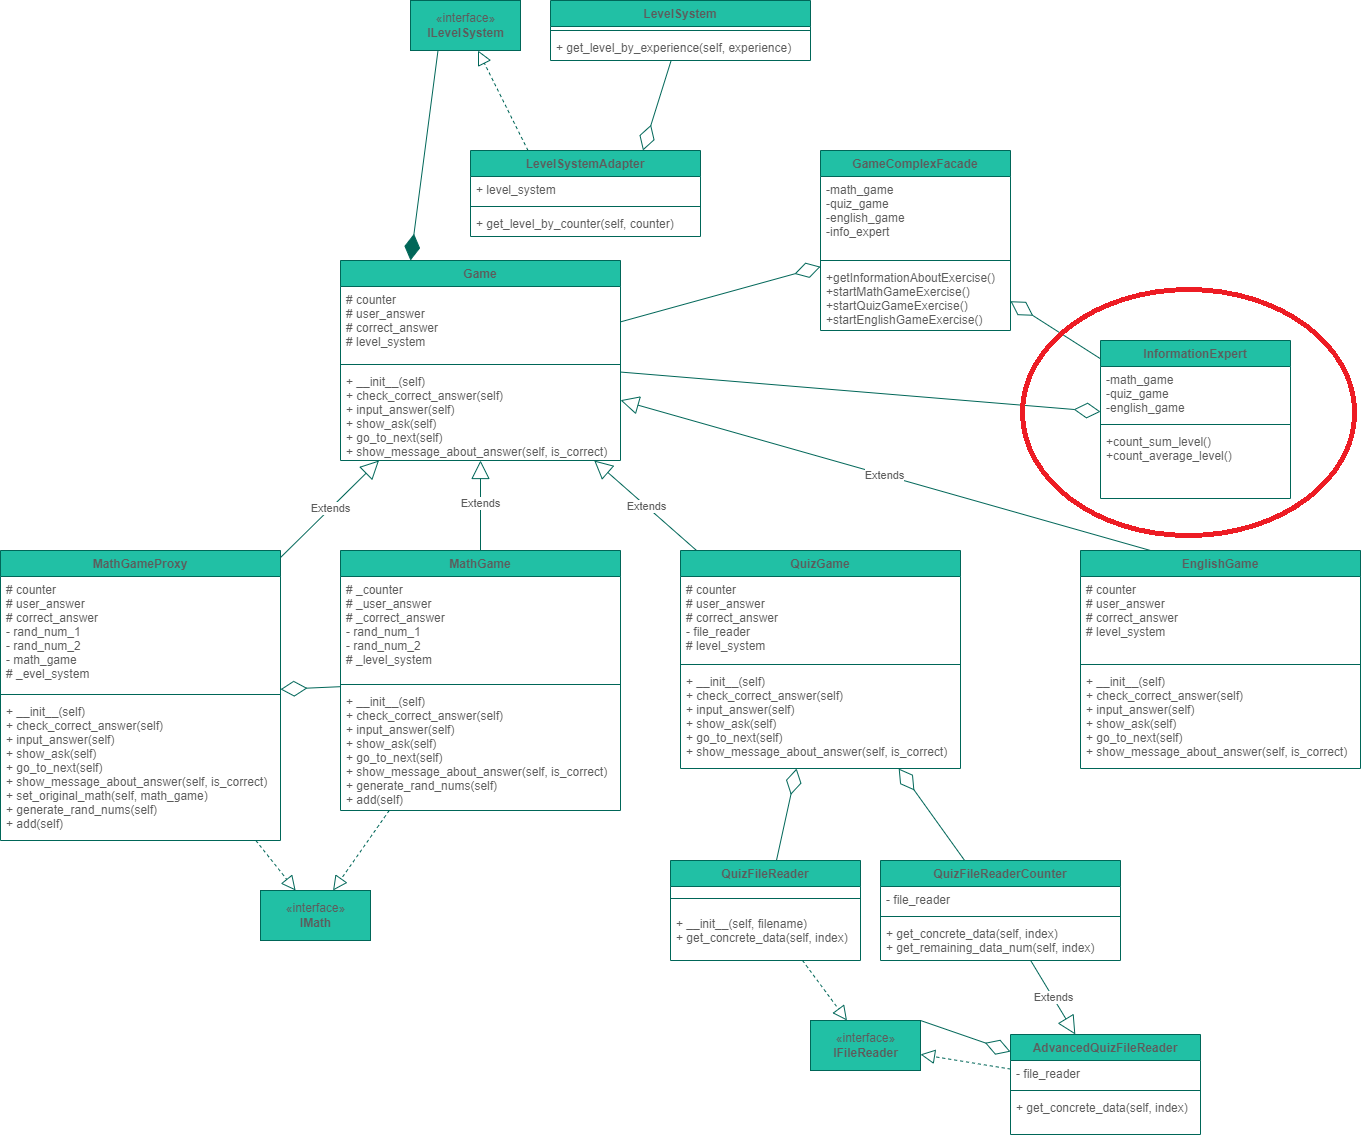 «interface»
ILevelSystem
LevelSystem
+ get_level_by_experience(self, experience)
LevelSystemAdapter
+ level_system
+ get_level_by_counter(self, counter)
GameComplexFacade
-math_game
-quiz_game
-english_game
-info_expert
+getInformationAboutExercise()
+startMathGameExercise()
+startQuizGameExercise()
+startEnglishGameExercise()
Game
# counter
# user_answer
# correct_answer
# level_system
+ __init__(self)
+ check_correct_answer(self)
+ input_answer(self)
+ show_ask(self)
+ go_to_next(self)
+ show_message_about_answer(self, is_correct)
InformationExpert
-math_game
-quiz_game
-english_game
+count_sum_level()
+count_average_level()
Extends
Extends
Extends
Extends
MathGameProxy
# counter
# user_answer
# correct_answer
- rand_num_1
- rand_num_2
- math_game
# _evel_system
+ __init__(self)
+ check_correct_answer(self)
+ input_answer(self)
+ show_ask(self)
+ go_to_next(self)
+ show_message_about_answer(self, is_correct)
+ set_original_math(self, math_game)
+ generate_rand_nums(self)
+ add(self)
MathGame
# _counter
# _user_answer
# _correct_answer
- rand_num_1
- rand_num_2
# _level_system
+ __init__(self)
+ check_correct_answer(self)
+ input_answer(self)
+ show_ask(self)
+ go_to_next(self)
+ show_message_about_answer(self, is_correct)
+ generate_rand_nums(self)
+ add(self)
QuizGame
# counter
# user_answer
# correct_answer
- file_reader
# level_system
+ __init__(self)
+ check_correct_answer(self)
+ input_answer(self)
+ show_ask(self)
+ go_to_next(self)
+ show_message_about_answer(self, is_correct)
EnglishGame
# counter
# user_answer
# correct_answer
# level_system
+ __init__(self)
+ check_correct_answer(self)
+ input_answer(self)
+ show_ask(self)
+ go_to_next(self)
+ show_message_about_answer(self, is_correct)
«interface»
IMath
QuizFileReader
+ __init__(self, filename)
+ get_concrete_data(self, index)
QuizFileReaderCounter
- file_reader
+ get_concrete_data(self, index)
+ get_remaining_data_num(self, index)
Extends
«interface»
IFileReader
AdvancedQuizFileReader
- file_reader
+ get_concrete_data(self, index)